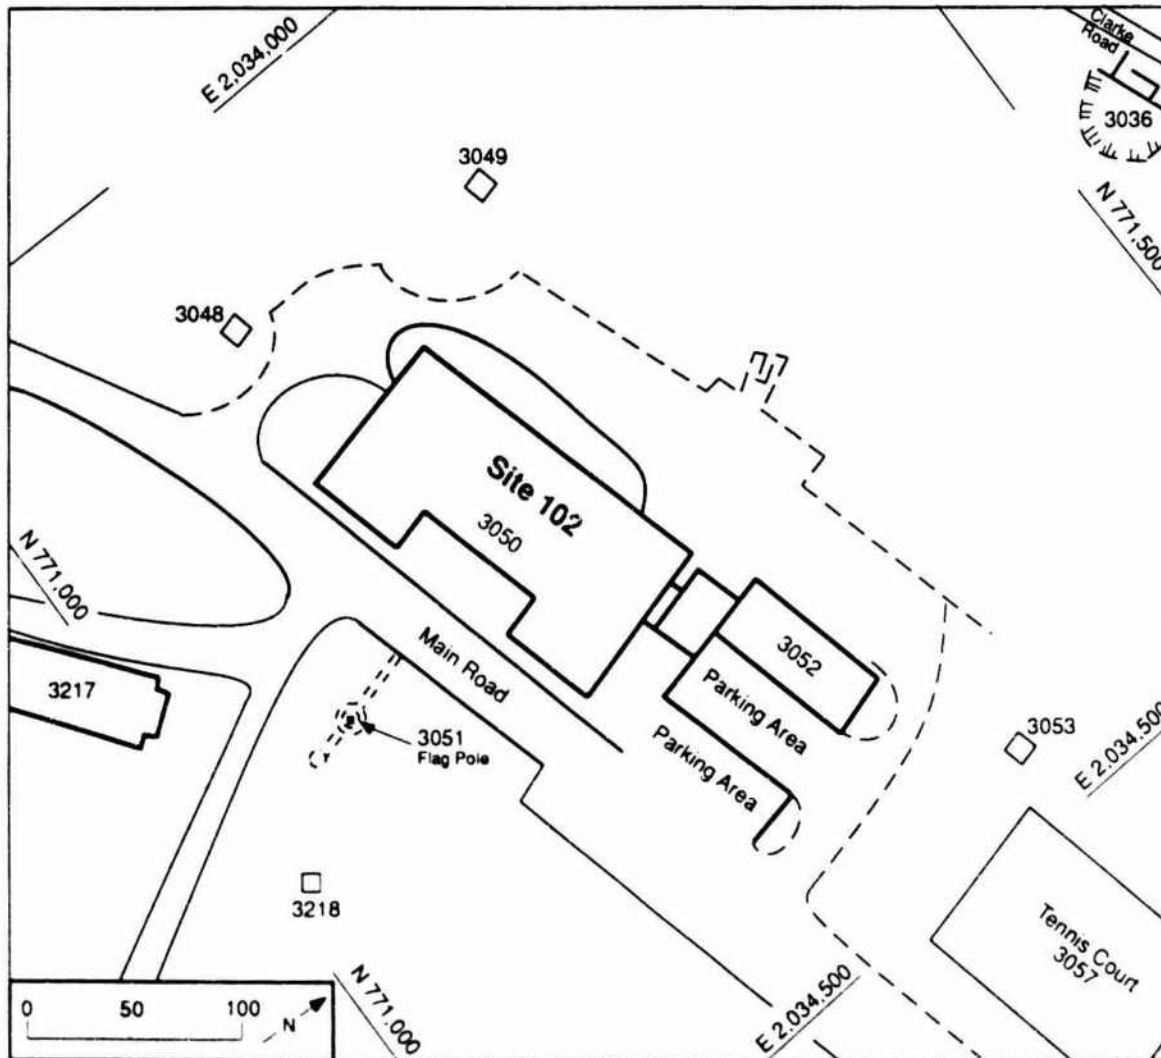 E 2,034,000
Clarke
Road
3036
3049
N 771,500
3048
Site 102
3050
N 771.000
3217
Main Road
3052
Parking Area
3051
Flag Pole
Parking Area
3053
E 2.034.500
3218
Tennis Court
3057
N 771.000
E 2.034.500
0 50 100
N